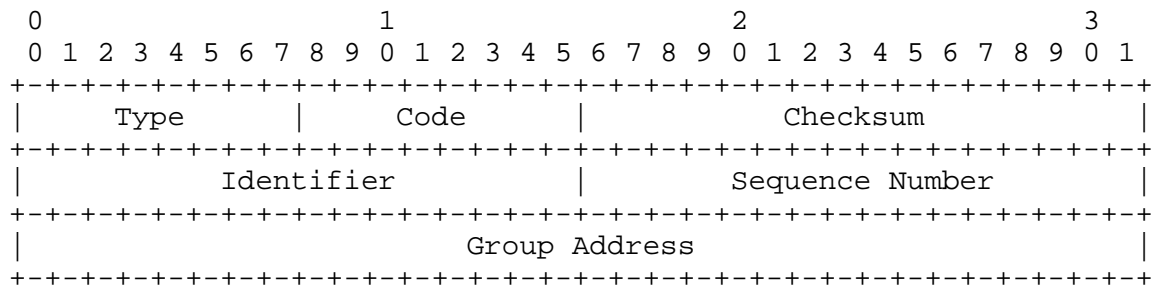 0                   1                   2                   3
 0 1 2 3 4 5 6 7 8 9 0 1 2 3 4 5 6 7 8 9 0 1 2 3 4 5 6 7 8 9 0 1
+-+-+-+-+-+-+-+-+-+-+-+-+-+-+-+-+-+-+-+-+-+-+-+-+-+-+-+-+-+-+-+-+
|     Type      |     Code      |           Checksum            |
+-+-+-+-+-+-+-+-+-+-+-+-+-+-+-+-+-+-+-+-+-+-+-+-+-+-+-+-+-+-+-+-+
|           Identifier          |        Sequence Number        |
+-+-+-+-+-+-+-+-+-+-+-+-+-+-+-+-+-+-+-+-+-+-+-+-+-+-+-+-+-+-+-+-+
|                         Group Address                         |
+-+-+-+-+-+-+-+-+-+-+-+-+-+-+-+-+-+-+-+-+-+-+-+-+-+-+-+-+-+-+-+-+